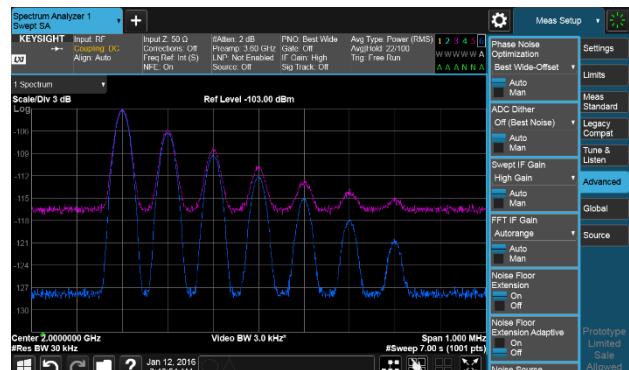 Spectrum Analyzer 1
Swept SA
Meas Setup
KEYSIGHT
LXI
Input: RF
Coupling: DC
Align: Auto
Input Z: 50 Ω
Corrections: Off
Freq Ref: Int (S)
NFE: On
#Atten: 2 dB
Preamp: 3.60 GHz
LNP: Not Enabled
Source: Off
PNO: Best Wide
Gate: Off
IF Gain: High
Sig Track: Off
Avg Type: Power (RMS)
Avg|Hold: 22/100
Trig: Free Run
1 2 3 4 5 6
W W W W W A
A A A N N A
1 Spectrum
Scale/Div 3 dB
Ref Level -103.00 dBm
Log
-106
-109
-112
-115
-118
-121
-124
-127
-130
Center 2.0000000 GHz
#Res BW 30 kHz
Video BW 3.0 kHz*
Span 1.000 MHz
#Sweep 7.00 s (1001 pts)
?
Jan 12, 2016
Phase Noise
Optimization
Best Wide-Offset
Auto
Man
ADC Dither
Off (Best Noise)
Auto
Man
Swept IF Gain
High Gain
Auto
Man
FFT IF Gain
Autorange
Auto
Man
Noise Floor
Extension
On
Off
Noise Floor
Extension Adaptive
On
Off
Noise Source
Settings
Limits
Meas
Standard
Legacy
Compat
Tune &
Listen
Advanced
Global
Source
Prototype
Limited
Sale
Allowed